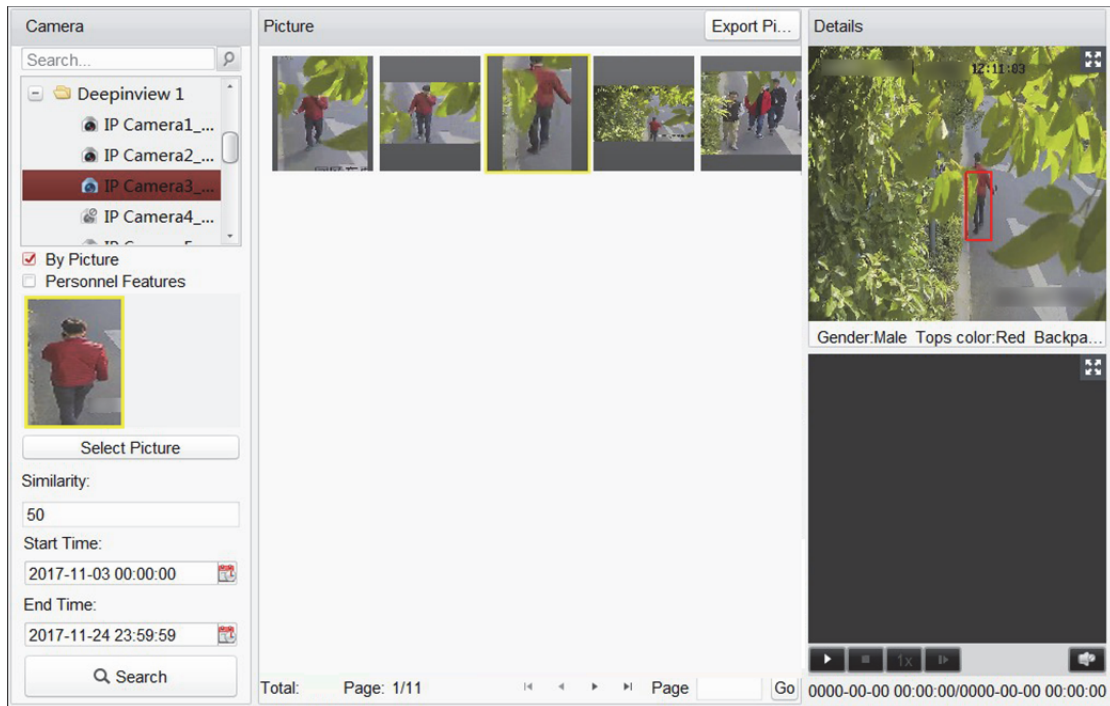 Camera
Search...
Deepinview 1
IP Camera1_...
IP Camera2_...
IP Camera3_...
IP Camera4_...
By Picture
Personnel Features
Select Picture
Similarity:
50
Start Time:
2017-11-03 00:00:00
End Time:
2017-11-24 23:59:59
Search
Picture
Export Pi...
Total:
Page: 1/11
Page
Go
Details
12:11:03
Gender:Male Tops color:Red Backpa...
1x
0000-00-00 00:00:00/0000-00-00 00:00:00